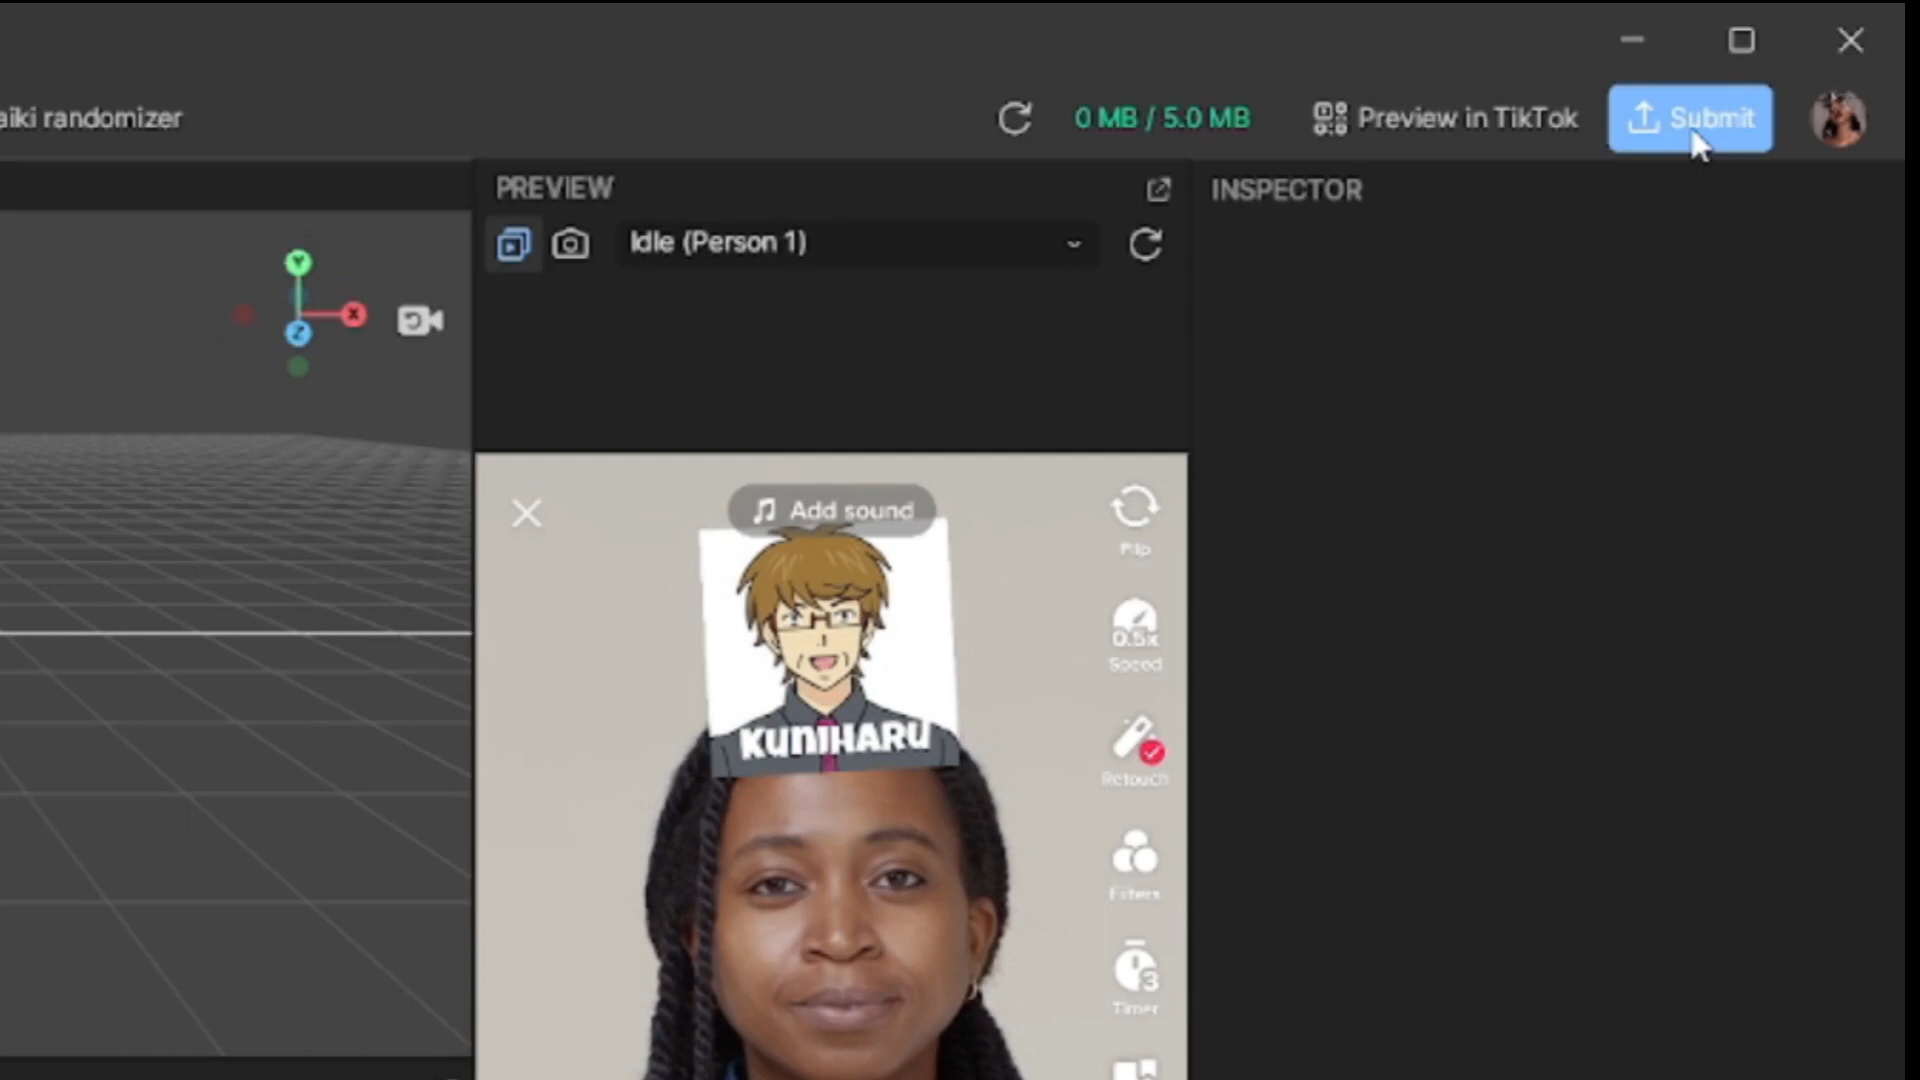 aiki randomizer
0 MB / 5.0 MB
Preview in TikTok
Submit
PREVIEW
INSPECTOR
Idle (Person 1)
Y
X
Z
Add sound
Flip
0.5x
Speed
KUNIHARU
Retouch
Filters
3
Timer